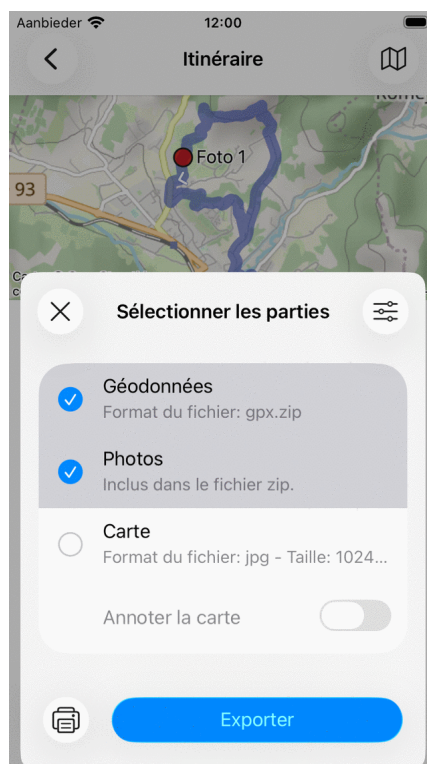 Aanbieder 12:00
Itinéraire
Foto 1
93
Sélectionner les parties
Géodonnées
Format du fichier: gpx.zip
Photos
Inclus dans le fichier zip.
Carte
Format du fichier: jpg - Taille: 1024...
Annoter la carte
Exporter